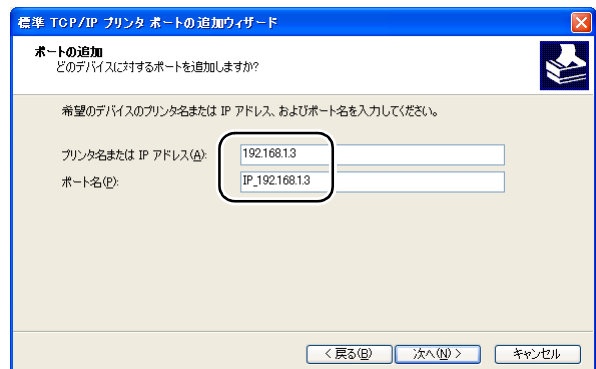 標準 TCP/IP プリンタ ポートの追加ウィザード
ポートの追加
どのデバイスに対するポートを追加しますか?
希望のデバイスのプリンタ名または IP アドレス、およびポート名を入力してください。
プリンタ名または IP アドレス(A):
192.168.1.3
ポート名(P):
IP_192.168.1.3
< 戻る(B)
次へ(N) >
キャンセル